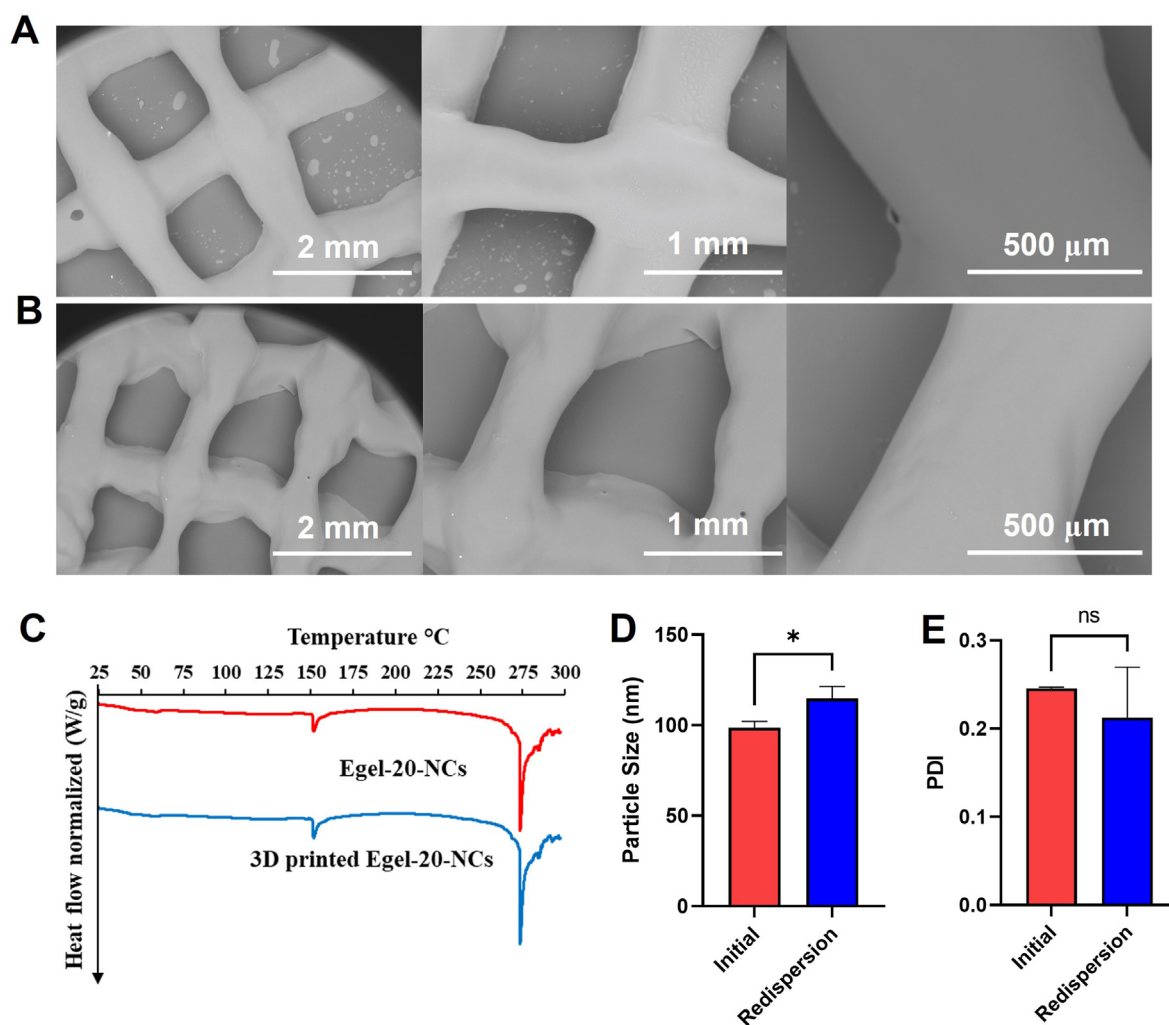 A
2 mm
1 mm
500 µm
B
2 mm
1 mm
500 µm
C
Temperature °C
25 50 75 100 125 150 175 200 225 250 275 300
Heat flow normalized (W/g)
Egel-20-NCs
3D printed Egel-20-NCs
D
Particle Size (nm)
150
100
50
0
*
Initial
Redispersion
E
PDI
0.3
0.2
0.1
0.0
ns
Initial
Redispersion